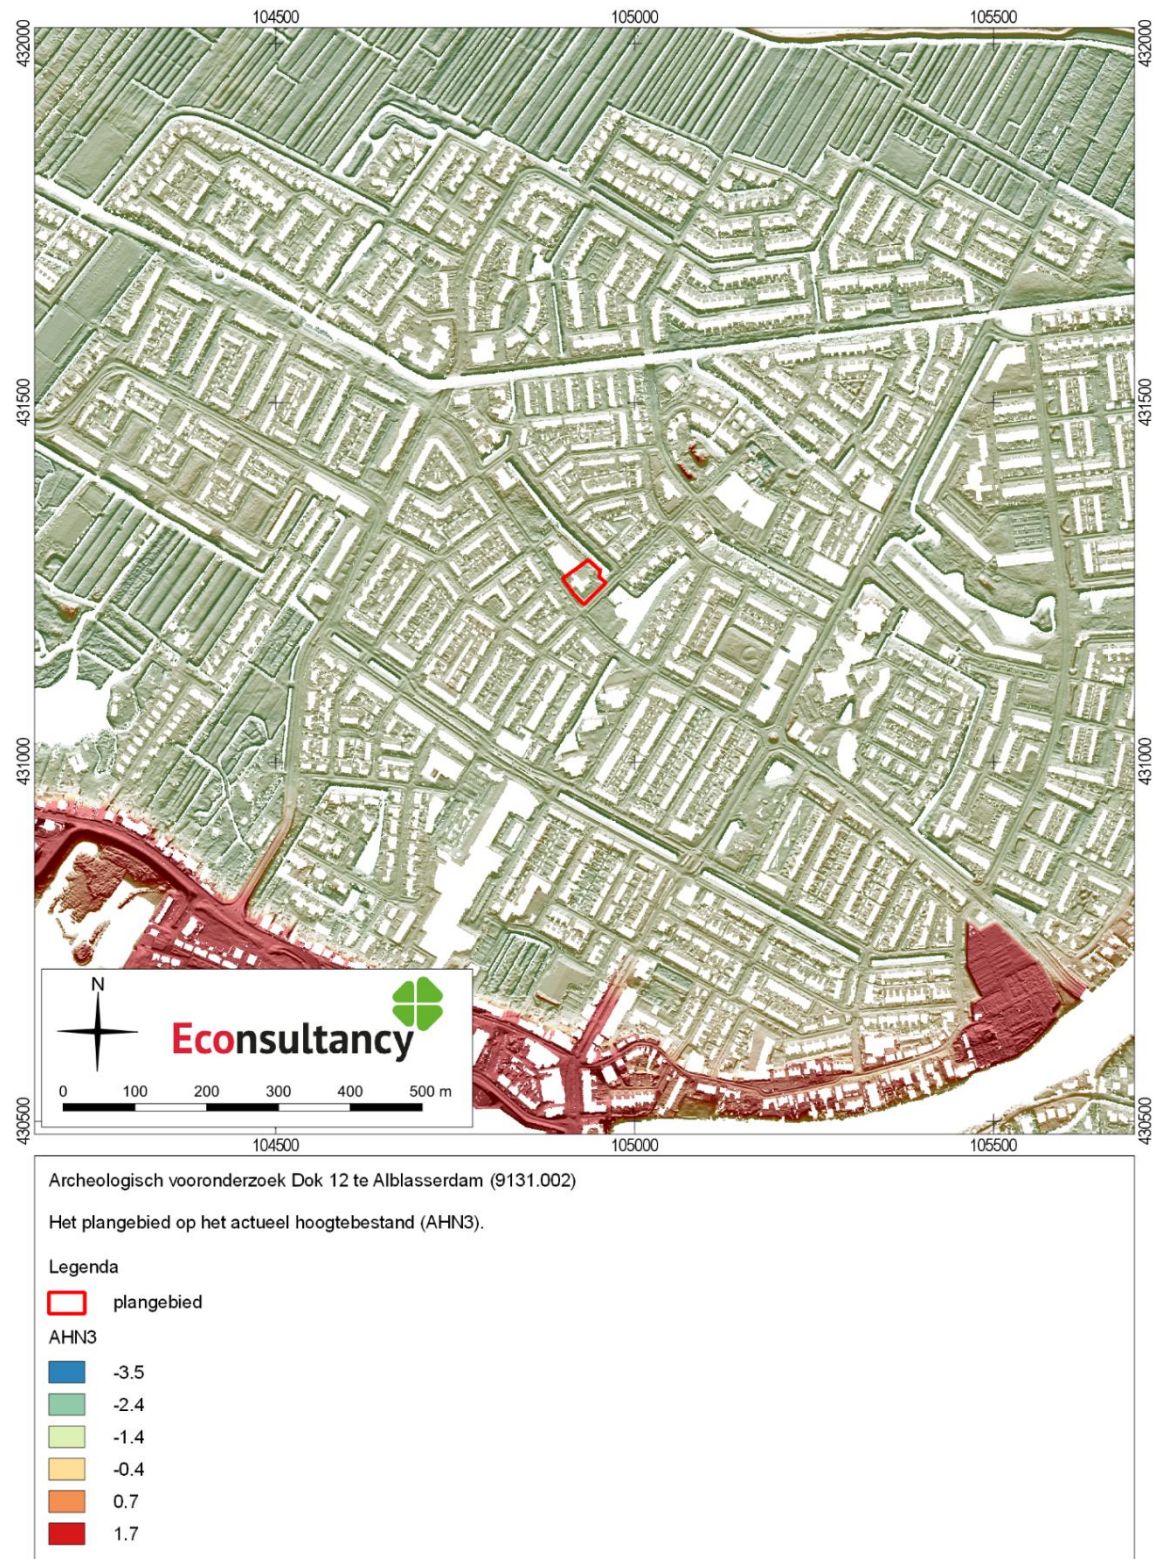 104500 105000 105500
432000 432000
431500 431500
431000 431000
N
Econsultancy
0 100 200 300 400 500 m
430500 430500
104500 105000 105500
Archeologisch vooronderzoek Dok 12 te Alblasserdam (9131.002)
Het plangebied op het actueel hoogtebestand (AHN3).
Legenda
plangebied
AHN3
-3.5
-2.4
-1.4
-0.4
0.7
1.7